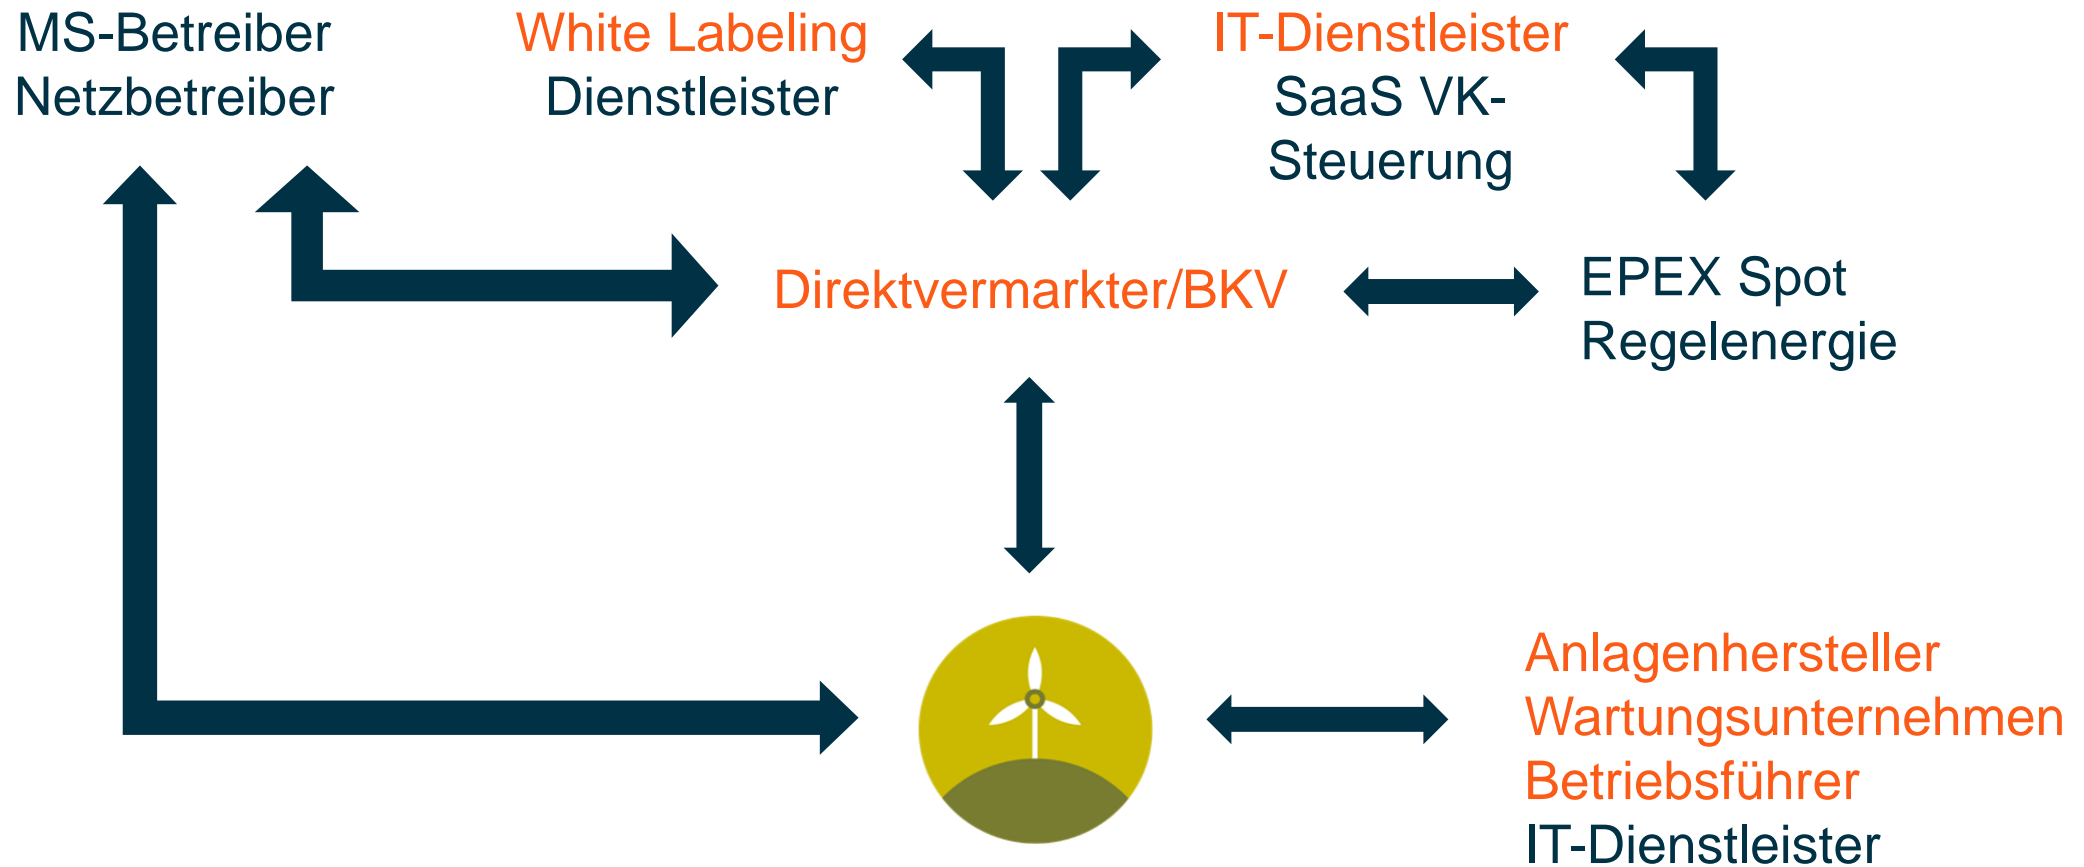 MS-Betreiber
Netzbetreiber
White Labeling
Dienstleister
IT-Dienstleister
SaaS VK-
Steuerung
Direktvermarkter/BKV
EPEX Spot
Regelenergie
Anlagenhersteller
Wartungsunternehmen
Betriebsführer
IT-Dienstleister